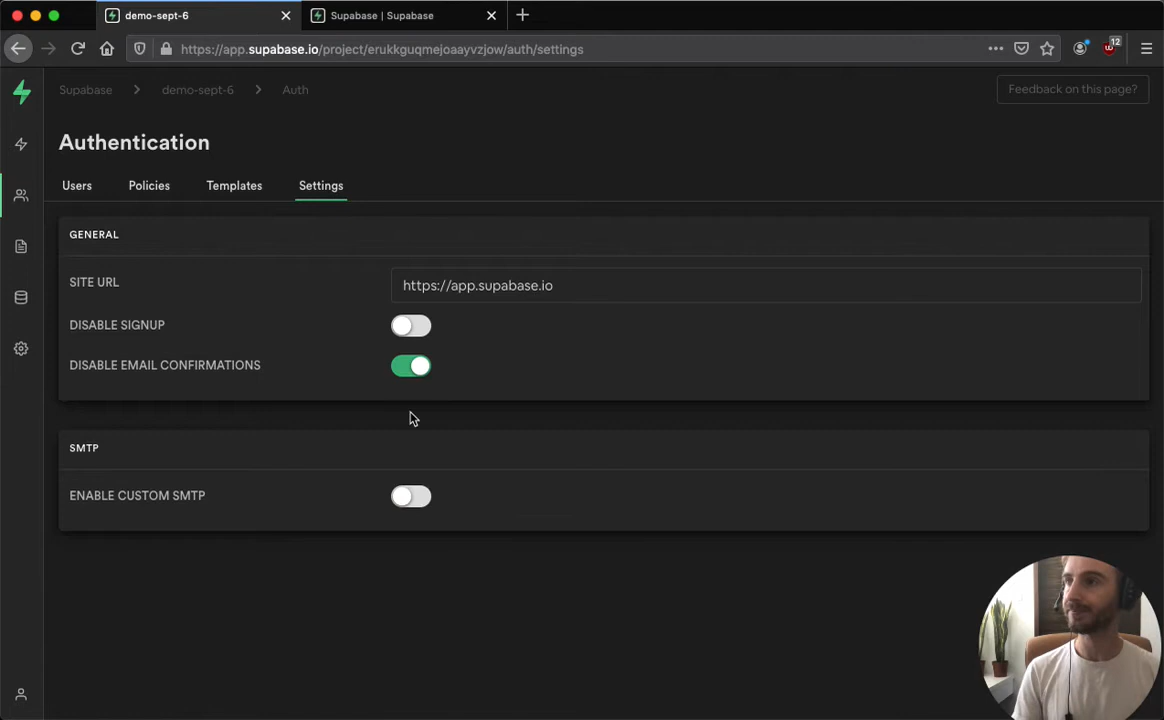 demo-sept-6
Supabase | Supabase
https://app.supabase.io/project/erukkguqmejoaayvzjow/auth/settings
12
Supabase > demo-sept-6 > Auth
Feedback on this page?
Authentication
Users Policies Templates Settings
GENERAL
SITE URL https://app.supabase.io
DISABLE SIGNUP
DISABLE EMAIL CONFIRMATIONS
SMTP
ENABLE CUSTOM SMTP